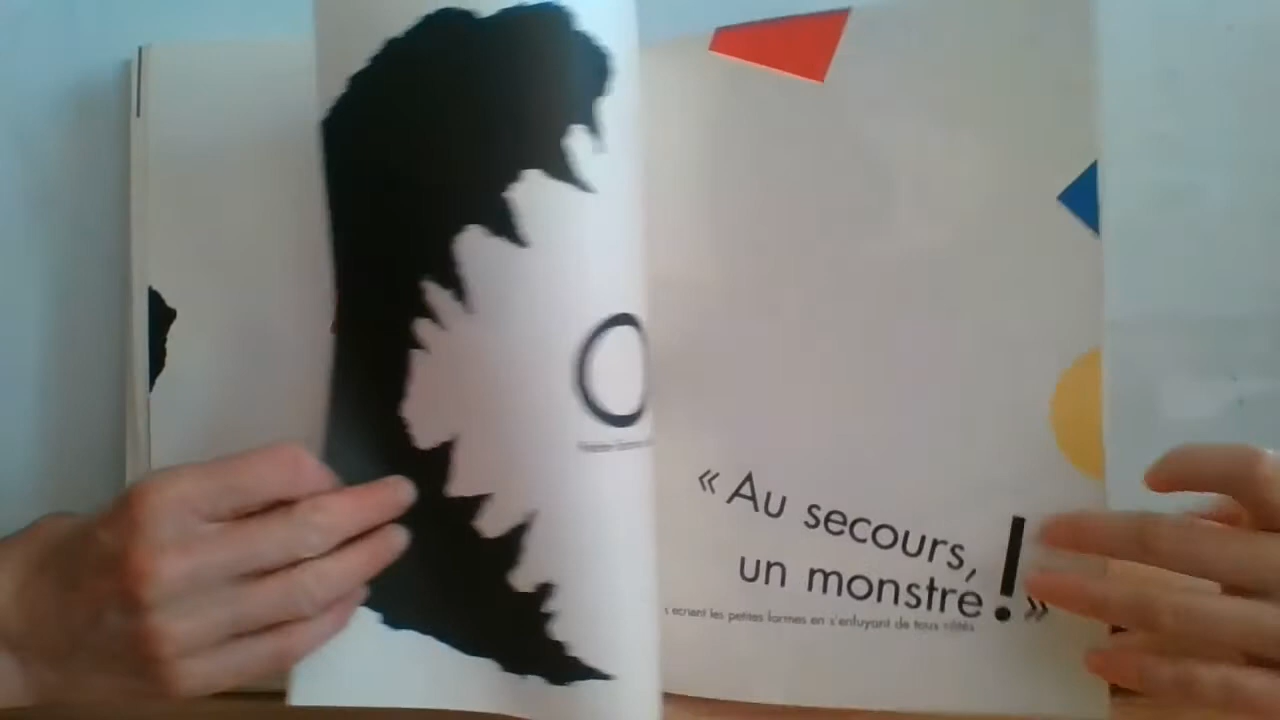 O
« Au secours,
un monstre ! »
s'écrient les petites formes en s'enfuyant de tous côtés.